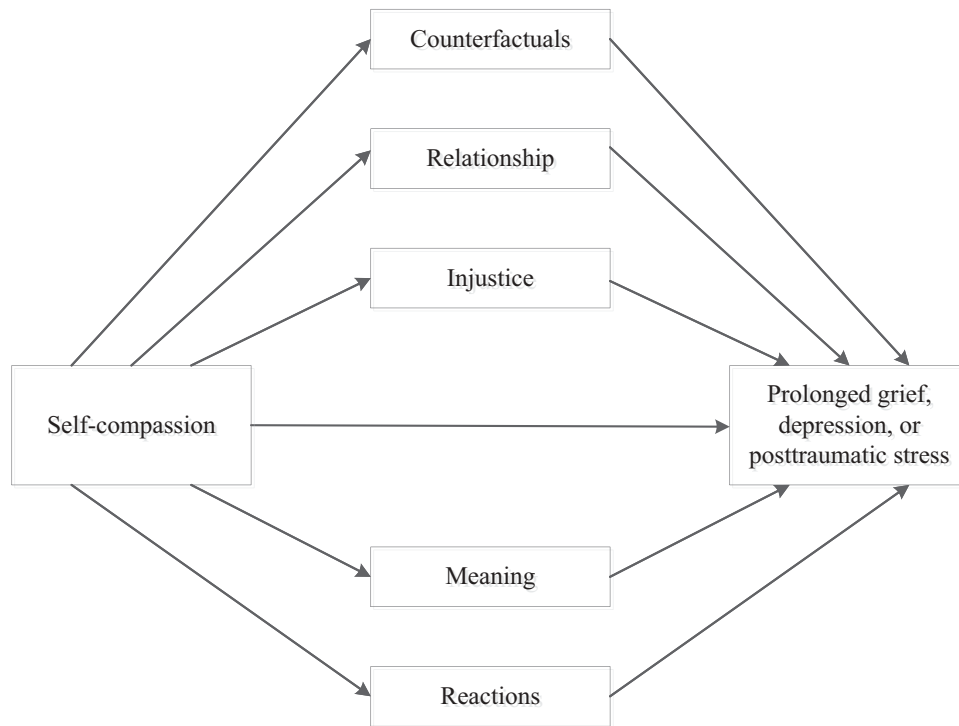 Counterfactuals
Relationship
Injustice
Self-compassion
Prolonged grief,
depression, or
posttraumatic stress
Meaning
Reactions